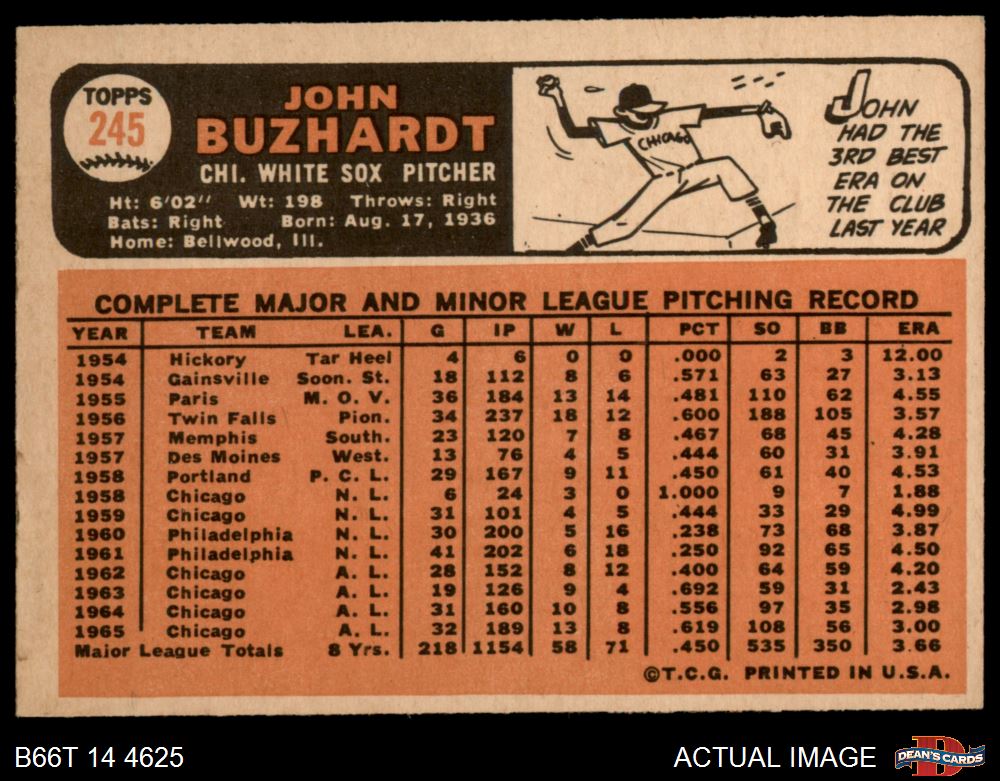 TOPPS
245
JOHN
BUZHARDT
CHI. WHITE SOX PITCHER
Ht: 6'02" Wt: 198 Throws: Right
Bats: Right Born: Aug. 17, 1936
Home: Bellwood, Ill.
CHICAGO
JOHN
HAD THE
3RD BEST
ERA ON
THE CLUB
LAST YEAR
COMPLETE MAJOR AND MINOR LEAGUE PITCHING RECORD
YEAR TEAM LEA. G IP W L PCT SO BB ERA
1954 Hickory Tar Heel 4 6 0 0 .000 2 3 12.00
1954 Gainsville Soon. St. 18 112 8 6 .571 63 27 3.13
1955 Paris M. O. V. 36 184 13 14 .481 110 62 4.55
1956 Twin Falls Pion. 34 237 18 12 .600 188 105 3.57
1957 Memphis South. 23 120 7 8 .467 68 45 4.28
1957 Des Moines West. 13 76 4 5 .444 60 31 3.91
1958 Portland P. C. L. 29 167 9 11 .450 61 40 4.53
1958 Chicago N. L. 6 24 3 0 1.000 9 7 1.88
1959 Chicago N. L. 31 101 4 5 .444 33 29 4.99
1960 Philadelphia N. L. 30 200 5 16 .238 73 68 3.87
1961 Philadelphia N. L. 41 202 6 18 .250 92 65 4.50
1962 Chicago A. L. 28 152 8 12 .400 64 59 4.20
1963 Chicago A. L. 19 126 9 4 .692 59 31 2.43
1964 Chicago A. L. 31 160 10 8 .556 97 35 2.98
1965 Chicago A. L. 32 189 13 8 .619 108 56 3.00
Major League Totals 8 Yrs. 218 1154 58 71 .450 535 350 3.66
©T.C.G. PRINTED IN U.S.A.
B66T 14 4625
ACTUAL IMAGE
D
DEAN'S CARDS